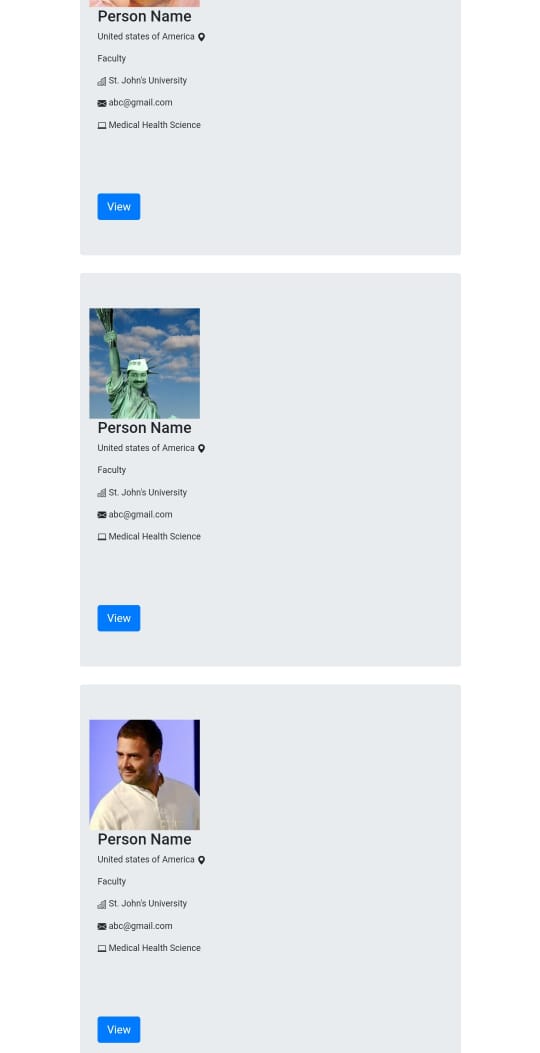 Person Name
United states of America
Faculty
St. John's University
abc@gmail.com
Medical Health Science
View
Person Name
United states of America
Faculty
St. John's University
abc@gmail.com
Medical Health Science
View
Person Name
United states of America
Faculty
St. John's University
abc@gmail.com
Medical Health Science
View